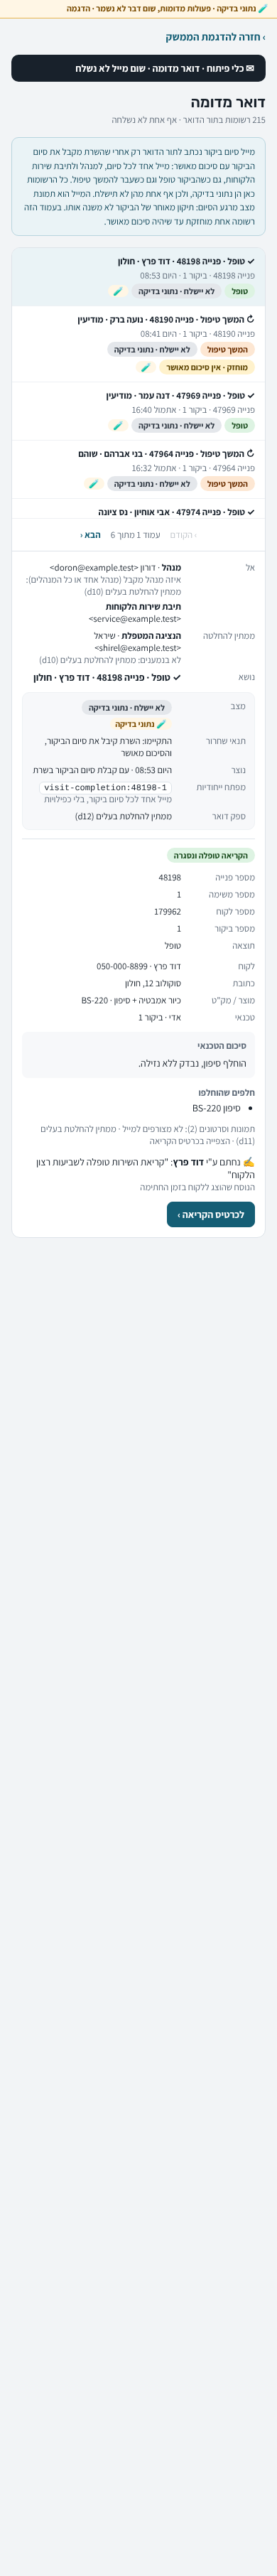 🧪 נתוני בדיקה · פעולות מדומות, שום דבר לא נשמר · הדגמה
› חזרה להדגמת הממשק
✉ כלי פיתוח · דואר מדומה · שום מייל לא נשלח
דואר מדומה
215 רשומות בתור הדואר · אף אחת לא נשלחה
מייל סיום ביקור נכתב לתור הדואר רק אחרי שהשרת מקבל את סיום
הביקור עם סיכום מאושר: מייל אחד לכל סיום, למנהל ולתיבת שירות
הלקוחות, גם כשהביקור טופל וגם כשעבר להמשך טיפול. כל הרשומות
כאן הן נתוני בדיקה, ולכן אף אחת מהן לא תישלח. המייל הוא תמונת
מצב מרגע הסיום: תיקון מאוחר של הביקור לא משנה אותו. בעמוד הזה
רשומה אחת מוחזקת עד שיהיה סיכום מאושר.
✓ טופל · פנייה 48198 · דוד פרץ · חולון
פנייה 48198 · ביקור 1 · היום 08:53
טופל לא יישלח · נתוני בדיקה 🧪
↻ המשך טיפול · פנייה 48190 · נועה ברק · מודיעין
פנייה 48190 · ביקור 1 · היום 08:41
המשך טיפול לא יישלח · נתוני בדיקה
מוחזק · אין סיכום מאושר 🧪
✓ טופל · פנייה 47969 · דנה עמר · מודיעין
פנייה 47969 · ביקור 1 · אתמול 16:40
טופל לא יישלח · נתוני בדיקה 🧪
↻ המשך טיפול · פנייה 47964 · בני אברהם · שוהם
פנייה 47964 · ביקור 1 · אתמול 16:32
המשך טיפול לא יישלח · נתוני בדיקה 🧪
✓ טופל · פנייה 47974 · אבי אוחיון · נס ציונה
› הקודם עמוד 1 מתוך 6 הבא ‹
אל מנהל · דורון <doron@example.test>
איזה מנהל מקבל (מנהל אחד או כל המנהלים):
ממתין להחלטת בעלים (d10)
תיבת שירות הלקוחות
<service@example.test>
ממתין להחלטה הנציגה המטפלת · שיראל
<shirel@example.test>
לא בנמענים: ממתין להחלטת בעלים (d10)
נושא ✓ טופל · פנייה 48198 · דוד פרץ · חולון
מצב לא יישלח · נתוני בדיקה
🧪 נתוני בדיקה
תנאי שחרור התקיימו: השרת קיבל את סיום הביקור,
והסיכום מאושר
נוצר היום 08:53 · עם קבלת סיום הביקור בשרת
מפתח ייחודיות visit-completion:48198-1
מייל אחד לכל סיום ביקור, בלי כפילויות
ספק דואר ממתין להחלטת בעלים (d12)
הקריאה טופלה ונסגרה
מספר פנייה 48198
מספר משימה 1
מספר לקוח 179962
מספר ביקור 1
תוצאה טופל
לקוח דוד פרץ · 050-000-8899
כתובת סוקולוב 12, חולון
מוצר / מק"ט כיור אמבטיה + סיפון · BS-220
טכנאי אדי · ביקור 1
סיכום הטכנאי
הוחלף סיפון, נבדק ללא נזילה.
חלפים שהוחלפו
• סיפון BS-220
תמונות וסרטונים (2): לא מצורפים למייל · ממתין להחלטת בעלים
(d11) · הצפייה בכרטיס הקריאה
✍ נחתם ע"י דוד פרץ: "קריאת השירות טופלה לשביעות רצון
הלקוח"
הנוסח שהוצג ללקוח בזמן החתימה
לכרטיס הקריאה ‹